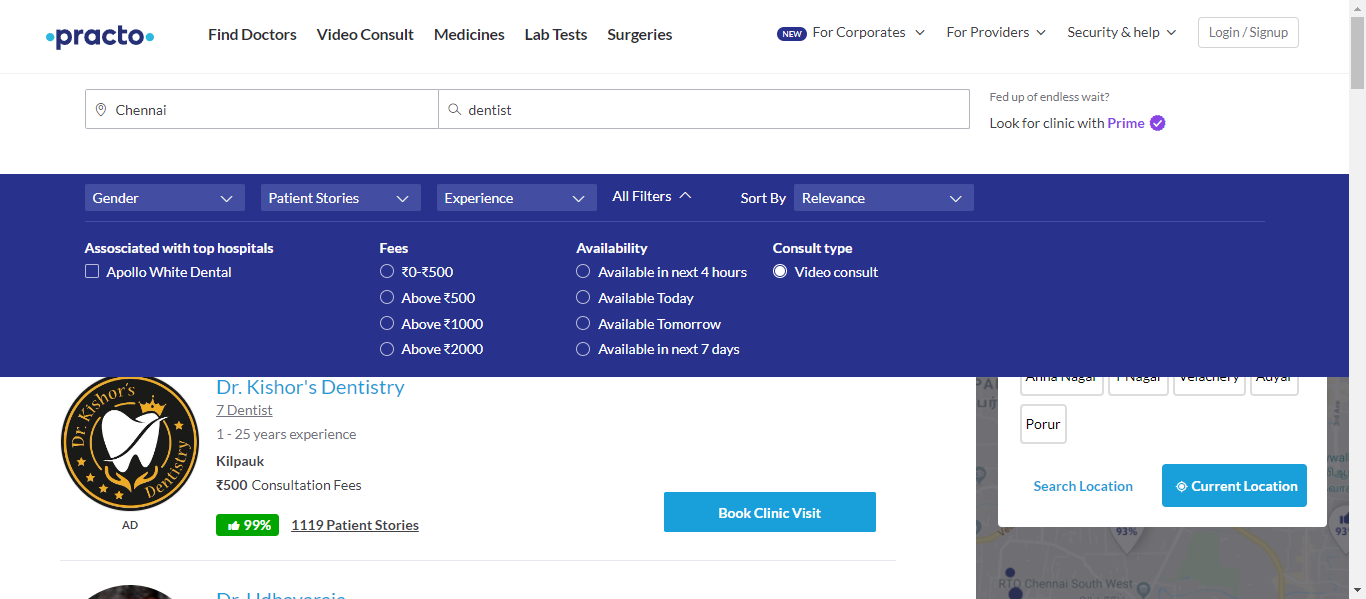 practo
Find Doctors
Video Consult
Medicines
Lab Tests
Surgeries
NEW For Corporates
For Providers
Security & help
Login / Signup
Chennai
dentist
Fed up of endless wait?
Look for clinic with Prime
Gender
Patient Stories
Experience
All Filters
Sort By
Relevance
Assosciated with top hospitals
Apollo White Dental
Fees
₹0-₹500
Above ₹500
Above ₹1000
Above ₹2000
Availability
Available in next 4 hours
Available Today
Available Tomorrow
Available in next 7 days
Consult type
Video consult
Dr. Kishor's
Dentistry
AD
Dr. Kishor's Dentistry
7 Dentist
1 - 25 years experience
Kilpauk
₹500 Consultation Fees
99%
1119 Patient Stories
Book Clinic Visit
Anna Nagar
T Nagar
Velachery
Adyar
Porur
Search Location
Current Location
93%
93
RTO Chennai South West
Dr. Udhayaraja